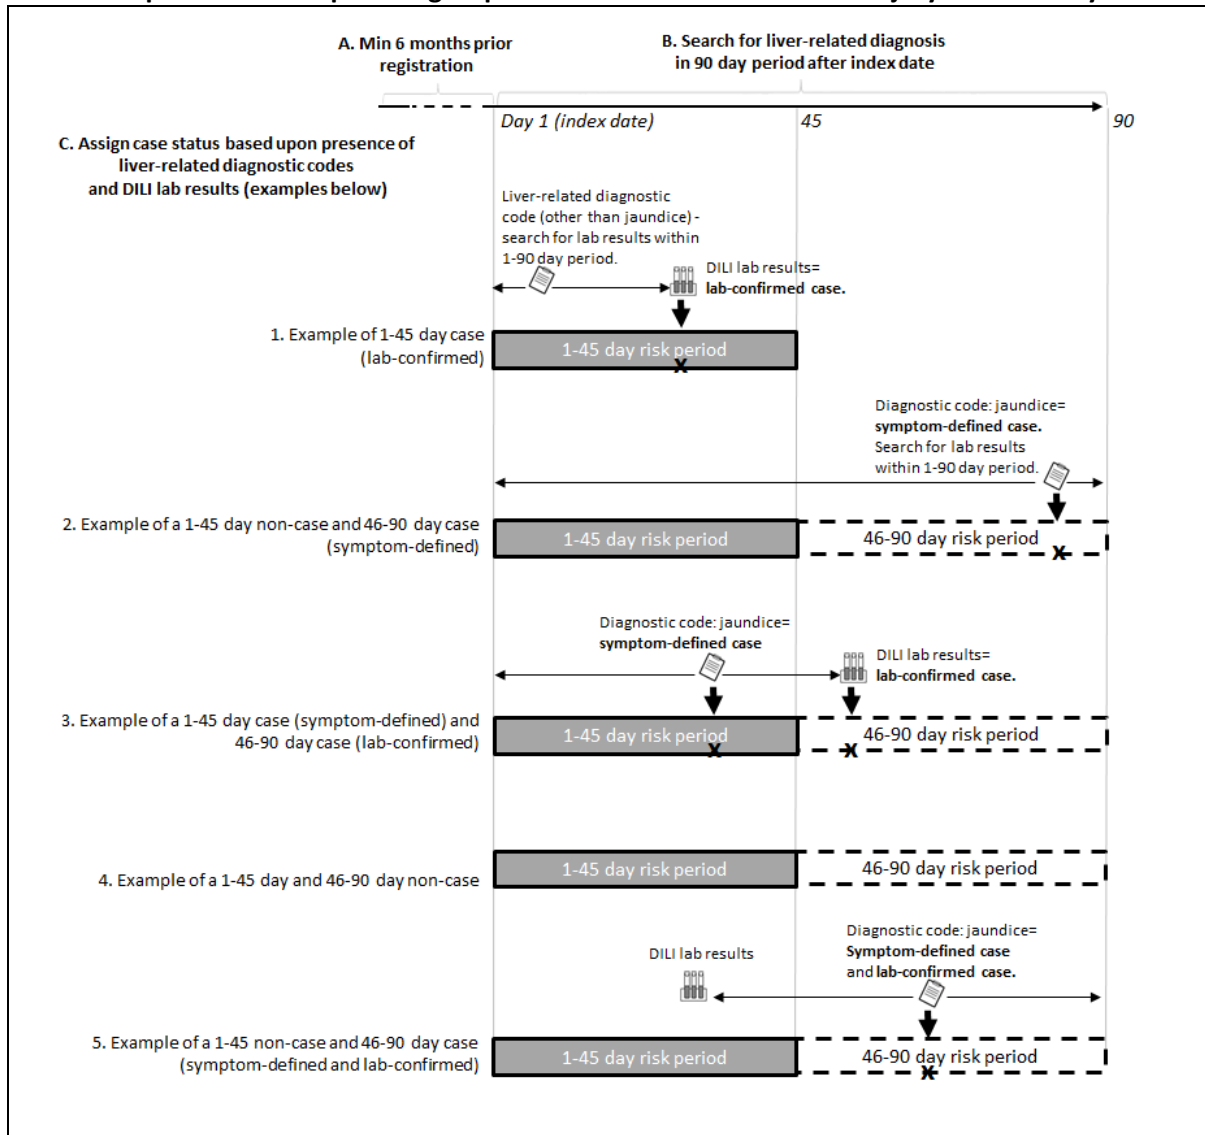 A. Min 6 months prior
registration
B. Search for liver-related diagnosis
in 90 day period after index date
Day 1 (index date)
45
90
C. Assign case status based upon presence of
liver-related diagnostic codes
and DILI lab results (examples below)
Liver-related diagnostic
code (other than jaundice) -
search for lab results within
1-90 day period.
DILI lab results=
lab-confirmed case.
1. Example of 1-45 day case
(lab-confirmed)
1-45 day risk period
x
Diagnostic code: jaundice=
symptom-defined case.
Search for lab results
within 1-90 day period.
2. Example of a 1-45 day non-case and 46-90 day case
(symptom-defined)
1-45 day risk period
46-90 day risk period
x
Diagnostic code: jaundice=
symptom-defined case
DILI lab results=
lab-confirmed case.
3. Example of a 1-45 day case (symptom-defined) and
46-90 day case (lab-confirmed)
1-45 day risk period
46-90 day risk period
x
x
4. Example of a 1-45 day and 46-90 day non-case
1-45 day risk period
46-90 day risk period
DILI lab results
Diagnostic code: jaundice=
Symptom-defined case
and lab-confirmed case.
5. Example of a 1-45 non-case and 46-90 day case
(symptom-defined and lab-confirmed)
1-45 day risk period
46-90 day risk period
x